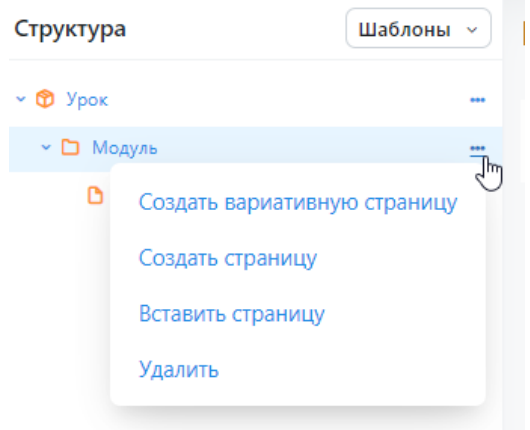 Структура
Шаблоны
Урок
Модуль
Создать вариативную страницу
Создать страницу
Вставить страницу
Удалить